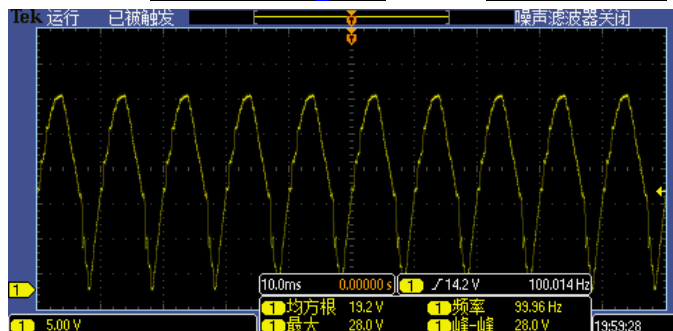 Tek 运行 已被触发 噪声滤波器关闭
T
T
1
10.0ms 0.00000 s 1 / 14.2 V 100.014 Hz
1 均方根 19.2 V 1 频率 99.96 Hz
1 5.00 V 1 最大 28.0 V 1 峰-峰 28.0 V 19:59:28